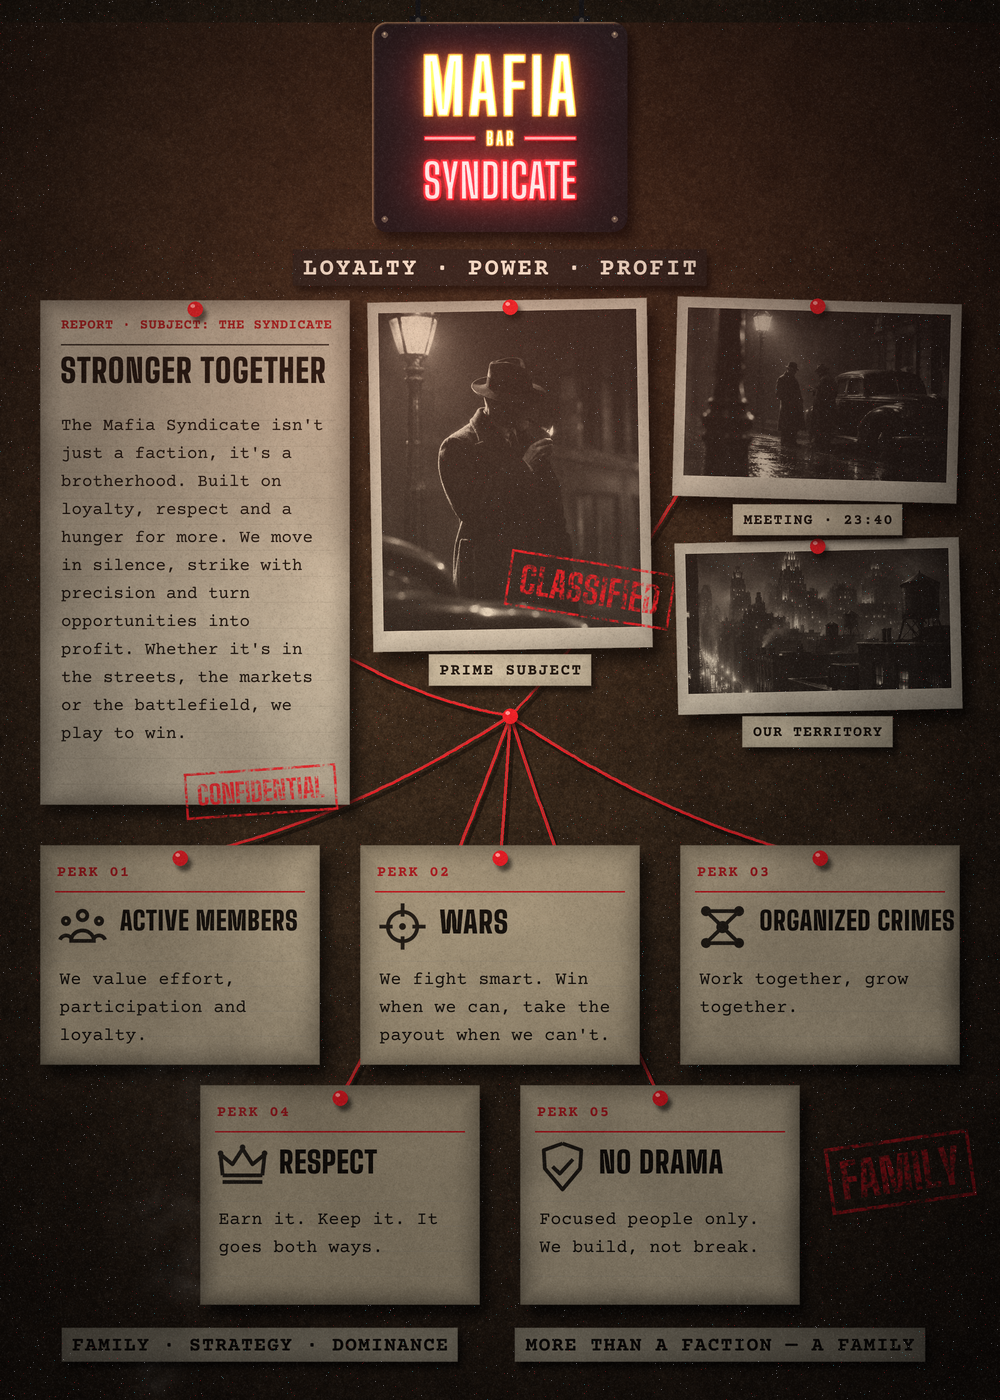 MAFIA
BAR
SYNDICATE
LOYALTY · POWER · PROFIT
REPORT · SUBJECT: THE SYNDICATE
STRONGER TOGETHER
The Mafia Syndicate isn't
just a faction, it's a
brotherhood. Built on
loyalty, respect and a
hunger for more. We move
in silence, strike with
precision and turn
opportunities into
profit. Whether it's in
the streets, the markets
or the battlefield, we
play to win.
CONFIDENTIAL
CLASSIFIED
PRIME SUBJECT
MEETING · 23:40
OUR TERRITORY
PERK 01
ACTIVE MEMBERS
We value effort,
participation and
loyalty.
PERK 02
WARS
We fight smart. Win
when we can, take the
payout when we can't.
PERK 03
ORGANIZED CRIMES
Work together, grow
together.
PERK 04
RESPECT
Earn it. Keep it. It
goes both ways.
PERK 05
NO DRAMA
Focused people only.
We build, not break.
FAMILY
FAMILY · STRATEGY · DOMINANCE
MORE THAN A FACTION — A FAMILY